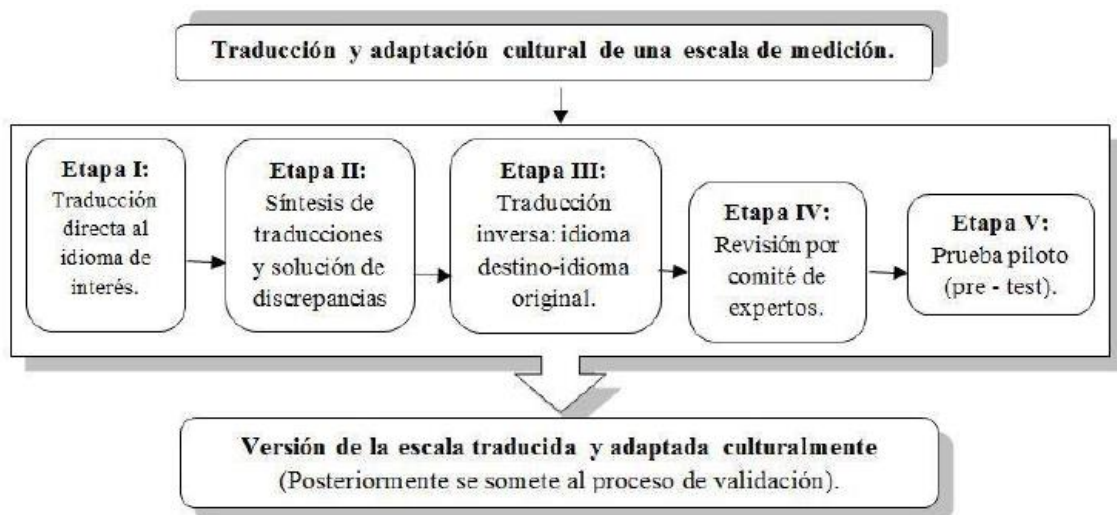 Traducción y adaptación cultural de una escala de medición.
Etapa I:
Traducción
directa al
idioma de
interés.
Etapa II:
Síntesis de
traducciones
y solución de
discrepancias
Etapa III:
Traducción
inversa: idioma
destino-idioma
original.
Etapa IV:
Revisión por
comité de
expertos.
Etapa V:
Prueba piloto
(pre - test).
Versión de la escala traducida y adaptada culturalmente
(Posteriormente se somete al proceso de validación).